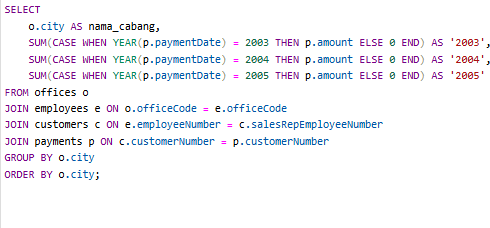 SELECT
    o.city AS nama_cabang,
    SUM(CASE WHEN YEAR(p.paymentDate) = 2003 THEN p.amount ELSE 0 END) AS '2003',
    SUM(CASE WHEN YEAR(p.paymentDate) = 2004 THEN p.amount ELSE 0 END) AS '2004',
    SUM(CASE WHEN YEAR(p.paymentDate) = 2005 THEN p.amount ELSE 0 END) AS '2005'
FROM offices o
JOIN employees e ON o.officeCode = e.officeCode
JOIN customers c ON e.employeeNumber = c.salesRepEmployeeNumber
JOIN payments p ON c.customerNumber = p.customerNumber
GROUP BY o.city
ORDER BY o.city;